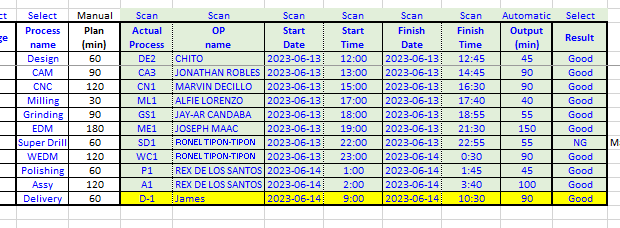 ct Select Manual Scan Scan Scan Scan Scan Scan Automatic Select
ge Process name Plan (min) Actual Process OP name Start Date Start Time Finish Date Finish Time Output (min) Result
Design 60 DE2 CHITO 2023-06-13 12:00 2023-06-13 12:45 45 Good
CAM 90 CA3 JONATHAN ROBLES 2023-06-13 13:00 2023-06-13 14:45 90 Good
CNC 120 CN1 MARVIN DECILLO 2023-06-13 15:00 2023-06-13 16:30 90 Good
Milling 30 ML1 ALFIE LORENZO 2023-06-13 17:00 2023-06-13 17:40 40 Good
Grinding 90 GS1 JAY-AR CANDABA 2023-06-13 18:00 2023-06-13 18:55 55 Good
EDM 180 ME1 JOSEPH MAAC 2023-06-13 19:00 2023-06-13 21:30 150 Good
Super Drill 60 SD1 RONEL TIPON-TIPON 2023-06-13 22:00 2023-06-13 22:55 55 NG M
WEDM 120 WC1 RONEL TIPON-TIPON 2023-06-13 23:00 2023-06-14 0:30 90 Good
Polishing 60 P1 REX DE LOS SANTOS 2023-06-14 1:00 2023-06-14 1:45 45 Good
Assy 120 A1 REX DE LOS SANTOS 2023-06-14 2:00 2023-06-14 3:40 100 Good
Delivery 60 D-1 James 2023-06-14 9:00 2023-06-14 10:30 90 Good